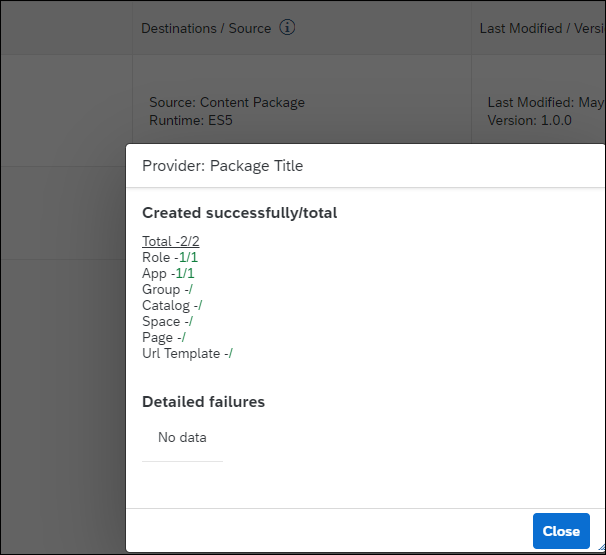 Destinations / Source
Last Modified / Versi
Source: Content Package
Runtime: ES5
Last Modified: May
Version: 1.0.0
Provider: Package Title
Created successfully/total
Total -2/2
Role -1/1
App -1/1
Group -/
Catalog -/
Space -/
Page -/
Url Template -/
Detailed failures
No data
Close